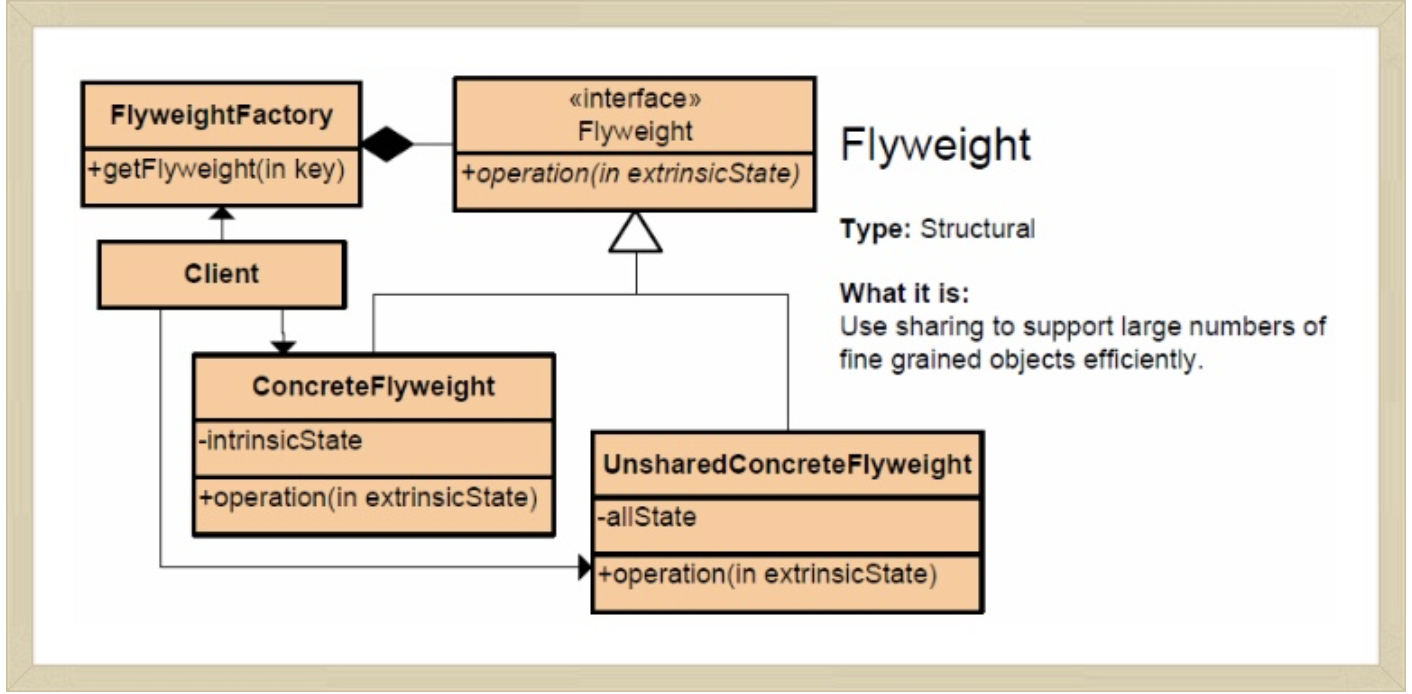 FlyweightFactory
+getFlyweight(in key)
«interface»
Flyweight
+operation(in extrinsicState)
Client
ConcreteFlyweight
-intrinsicState
+operation(in extrinsicState)
UnsharedConcreteFlyweight
-allState
+operation(in extrinsicState)
Flyweight
Type: Structural
What it is:
Use sharing to support large numbers of
fine grained objects efficiently.